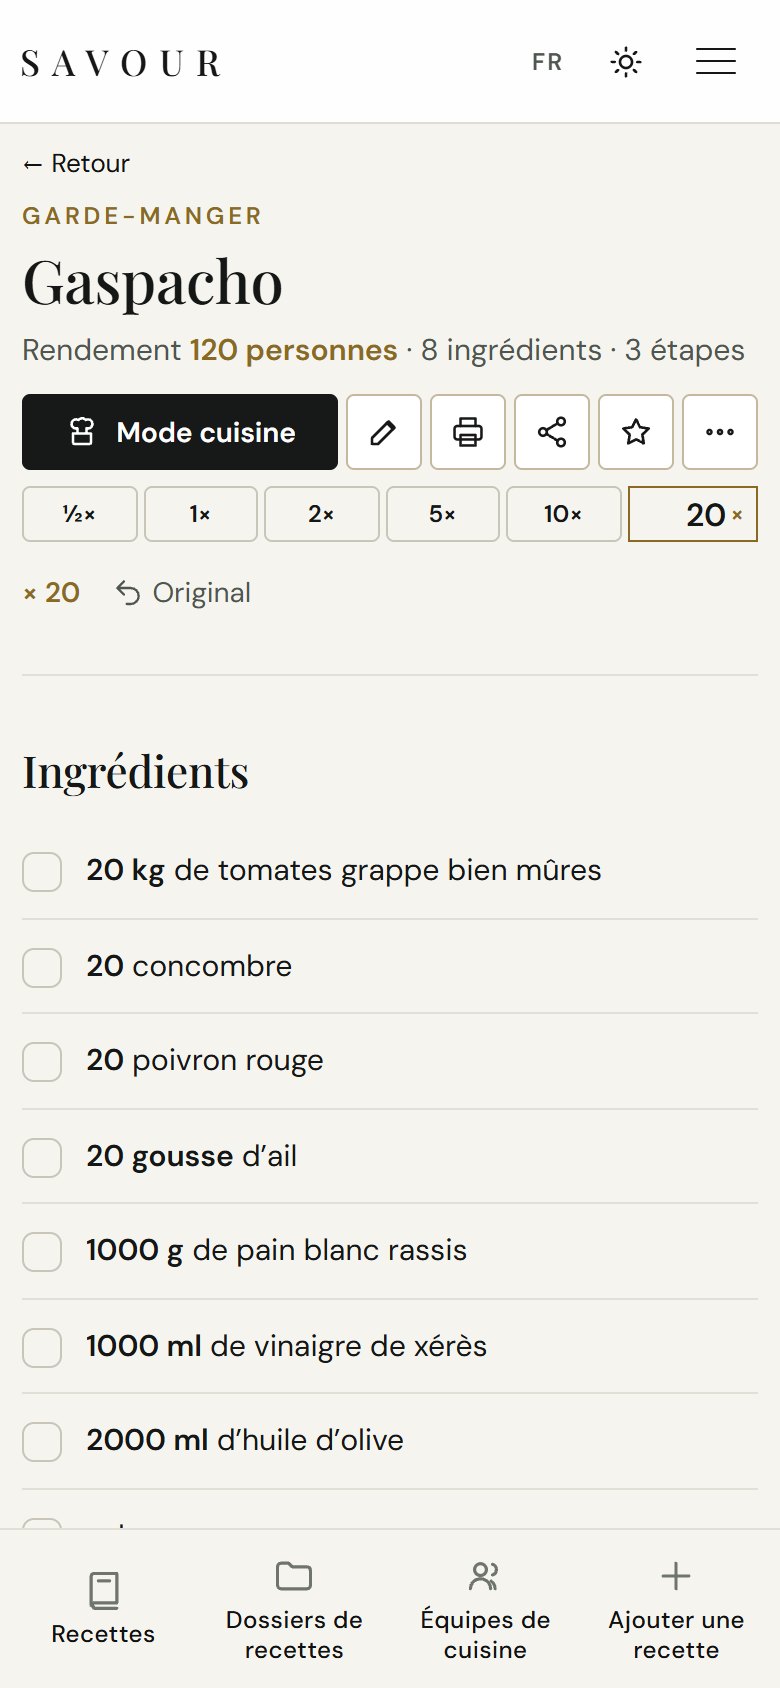 SAVOUR
FR
← Retour
GARDE-MANGER
Gaspacho
Rendement 120 personnes · 8 ingrédients · 3 étapes
Mode cuisine
½× 1× 2× 5× 10× 20 ×
× 20 Original
Ingrédients
20 kg de tomates grappe bien mûres
20 concombre
20 poivron rouge
20 gousse d’ail
1000 g de pain blanc rassis
1000 ml de vinaigre de xérès
2000 ml d’huile d’olive
Recettes
Dossiers de
recettes
Équipes de
cuisine
Ajouter une
recette